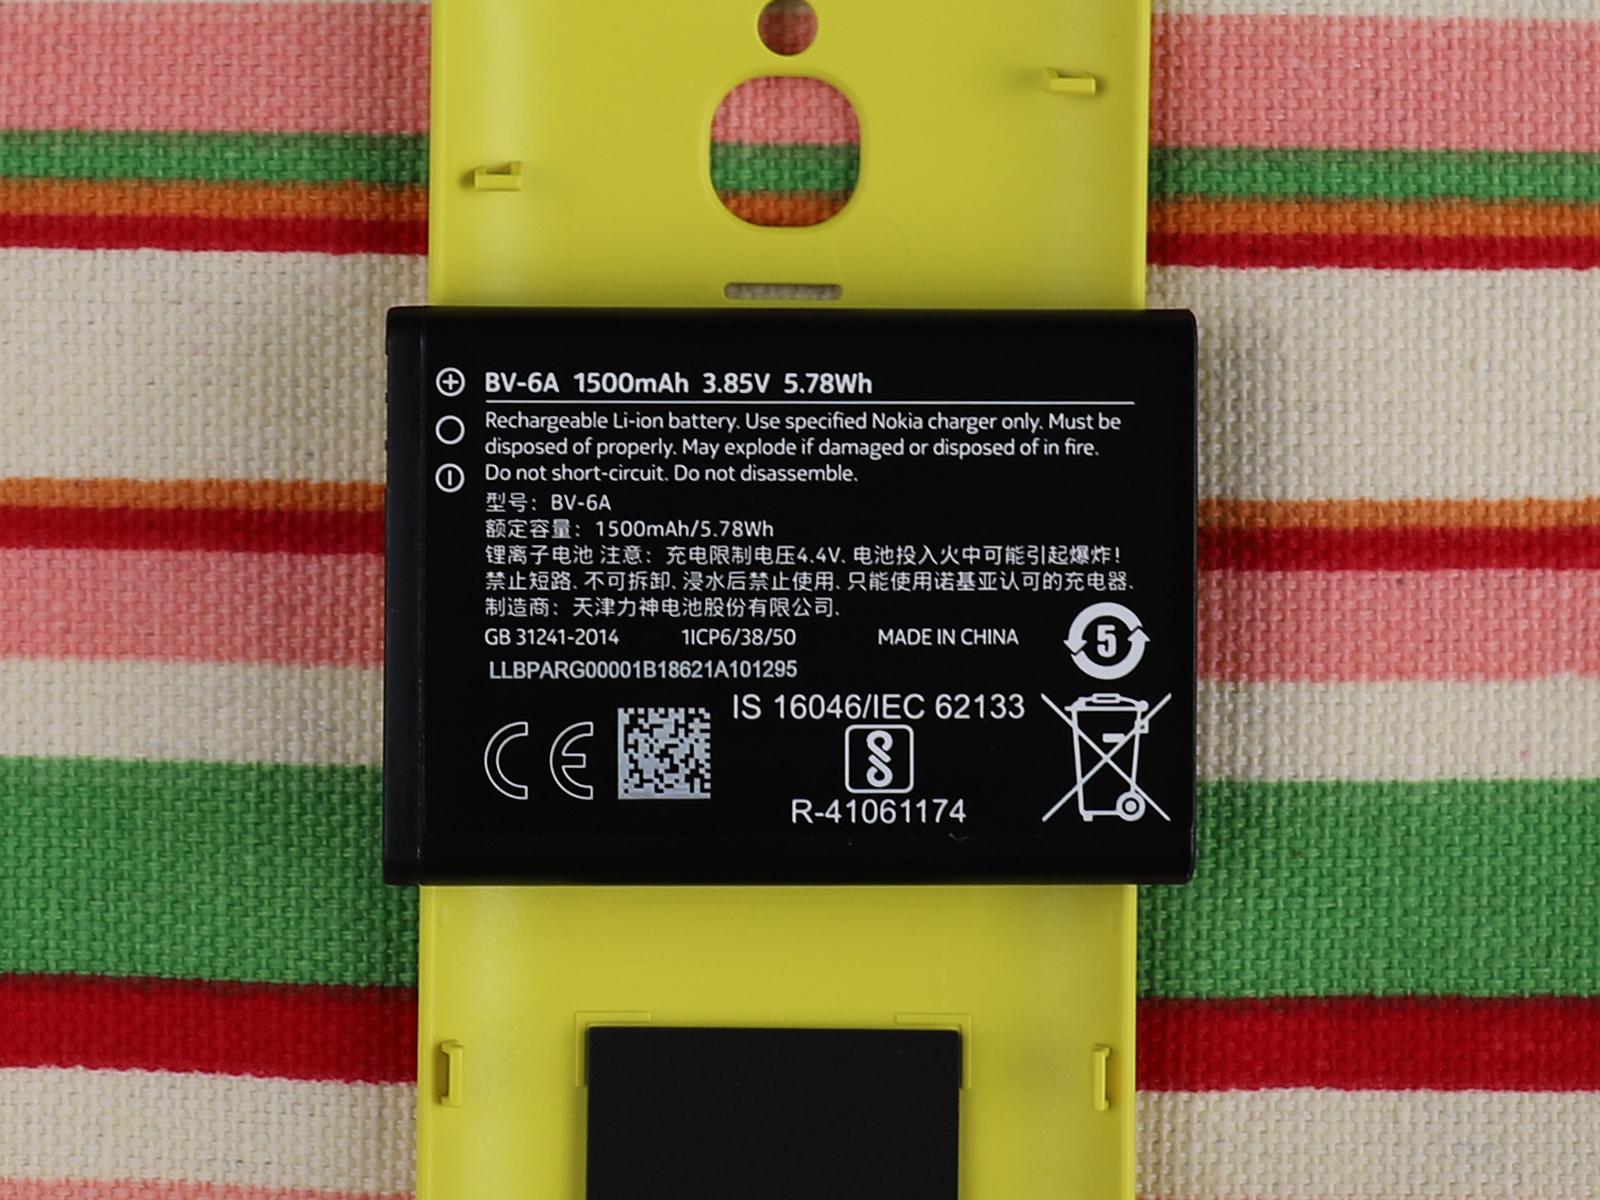 BV-6A 1500mAh 3.85V 5.78Wh
Rechargeable Li-ion battery. Use specified Nokia charger only. Must be
disposed of properly. May explode if damaged or disposed of in fire.
Do not short-circuit. Do not disassemble.
型号: BV-6A
额定容量: 1500mAh/5.78Wh
锂离子电池 注意: 充电限制电压4.4V. 电池投入火中可能引起爆炸!
禁止短路. 不可拆卸. 浸水后禁止使用. 只能使用诺基亚认可的充电器.
制造商: 天津力神电池股份有限公司.
GB 31241-2014 1ICP6/38/50 MADE IN CHINA
5
LLBPARG00001B18621A101295
IS 16046/IEC 62133
CE
R-41061174